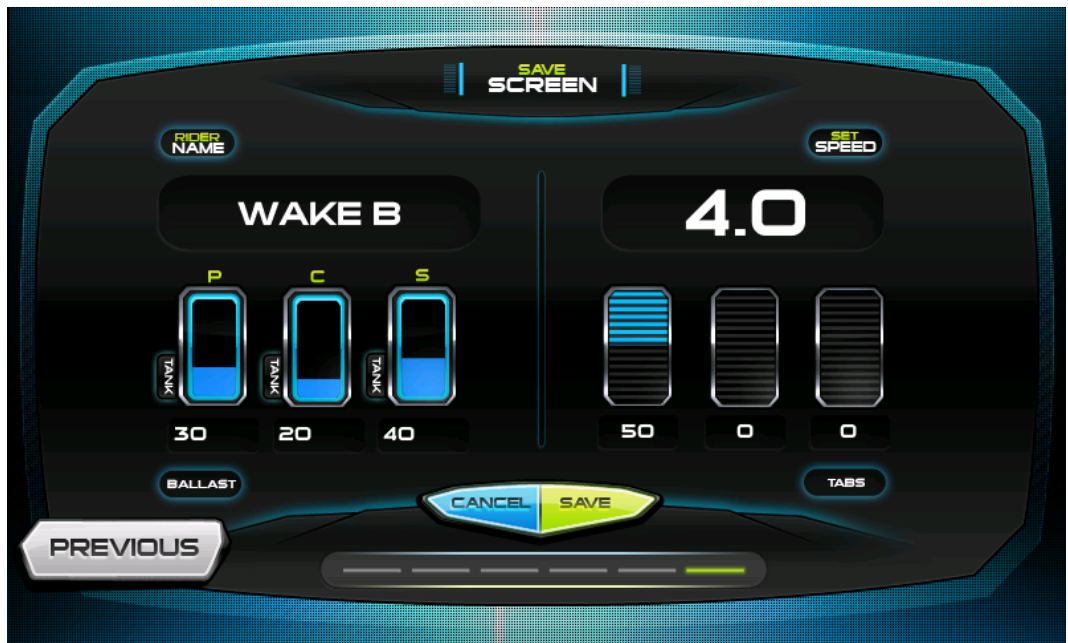 SAVE
SCREEN
RIDER
NAME
SET
SPEED
WAKE B
4.0
P C S
TANK TANK TANK
30 20 40
50 0 0
BALLAST
TABS
CANCEL SAVE
PREVIOUS